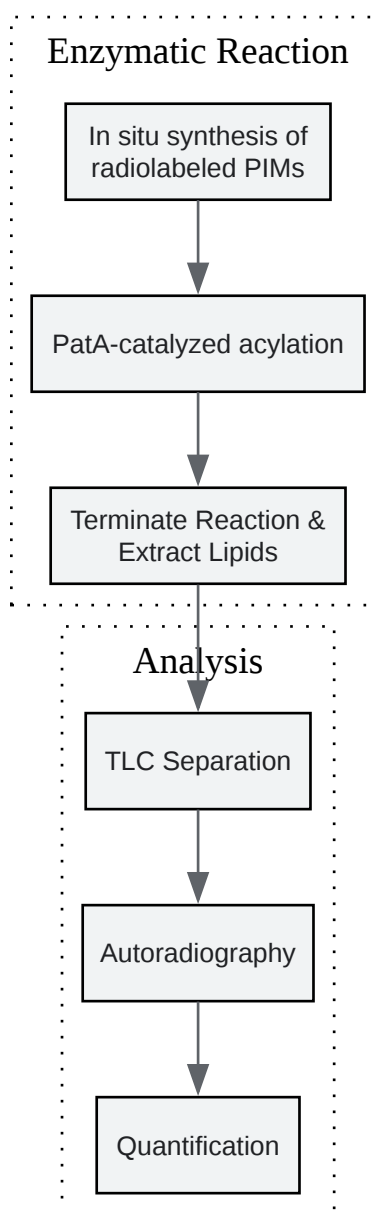 Enzymatic Reaction
In situ synthesis of
radiolabeled PIMs
PatA-catalyzed acylation
Terminate Reaction &
Extract Lipids
Analysis
TLC Separation
Autoradiography
Quantification